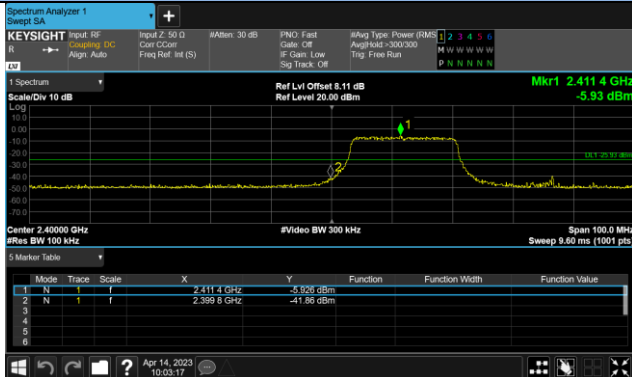 Spectrum Analyzer 1
Swept SA
+
KEYSIGHT Input: RF Input Z: 50 Ω #Atten: 30 dB PNO: Fast #Avg Type: Power (RMS 1 2 3 4 5 6
R Coupling: DC Corr CCorr Gate: Off Avg|Hold:>300/300 M W W W W W
Align: Auto Freq Ref: Int (S) IF Gain: Low Trig: Free Run
Sig Track: Off P N N N N N
LXI
1 Spectrum Ref Lvl Offset 8.11 dB Mkr1 2.411 4 GHz
Scale/Div 10 dB Ref Level 20.00 dBm -5.93 dBm
Log
10.0
0.00
-10.0
-20.0
-30.0
-40.0
-50.0
-60.0
-70.0
1
2
DL1 -25.93 dBm
Center 2.40000 GHz #Video BW 300 kHz Span 100.0 MHz
#Res BW 100 kHz Sweep 9.60 ms (1001 pts)
5 Marker Table
Mode Trace Scale X Y Function Function Width Function Value
1 N 1 f 2.411 4 GHz -5.926 dBm
2 N 1 f 2.399 8 GHz -41.86 dBm
3
4
5
6
? Apr 14, 2023
10:03:17